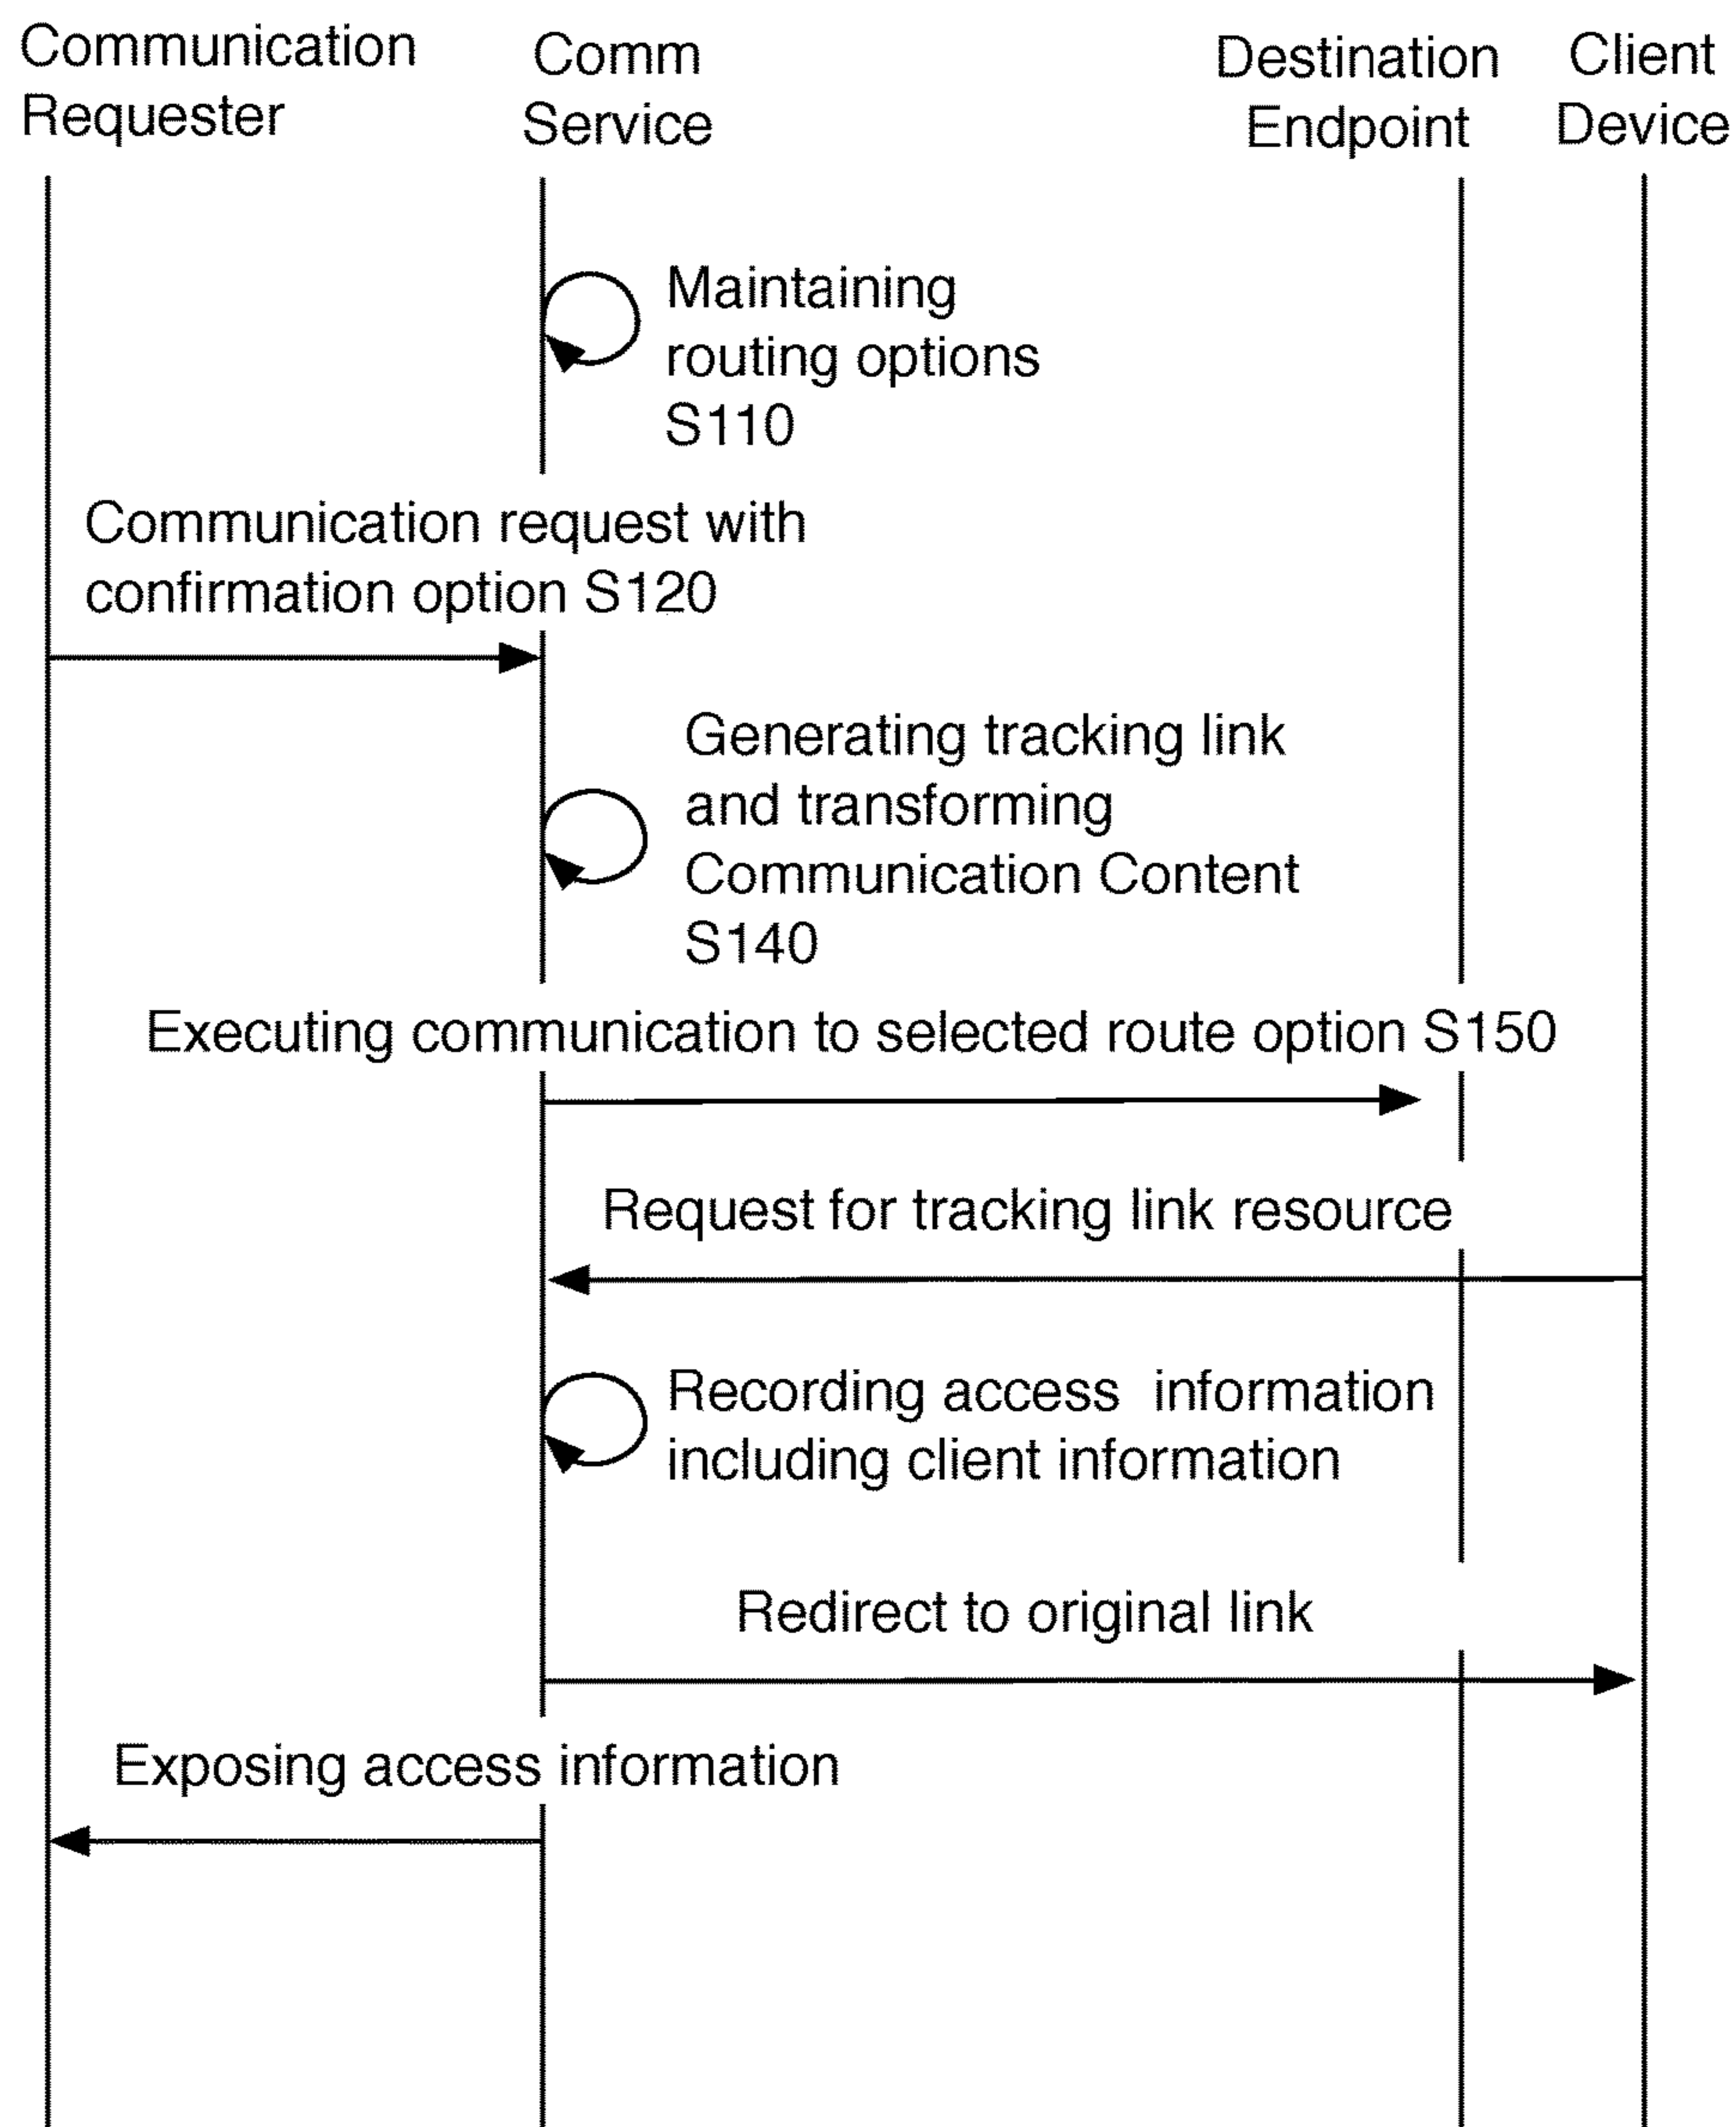 Communication
Requester
Comm
Service
Destination
Endpoint
Client
Device
Maintaining
routing options
S110
Communication request with
confirmation option S120
Generating tracking link
and transforming
Communication Content
S140
Executing communication to selected route option S150
Request for tracking link resource
Recording access information
including client information
Redirect to original link
Exposing access information